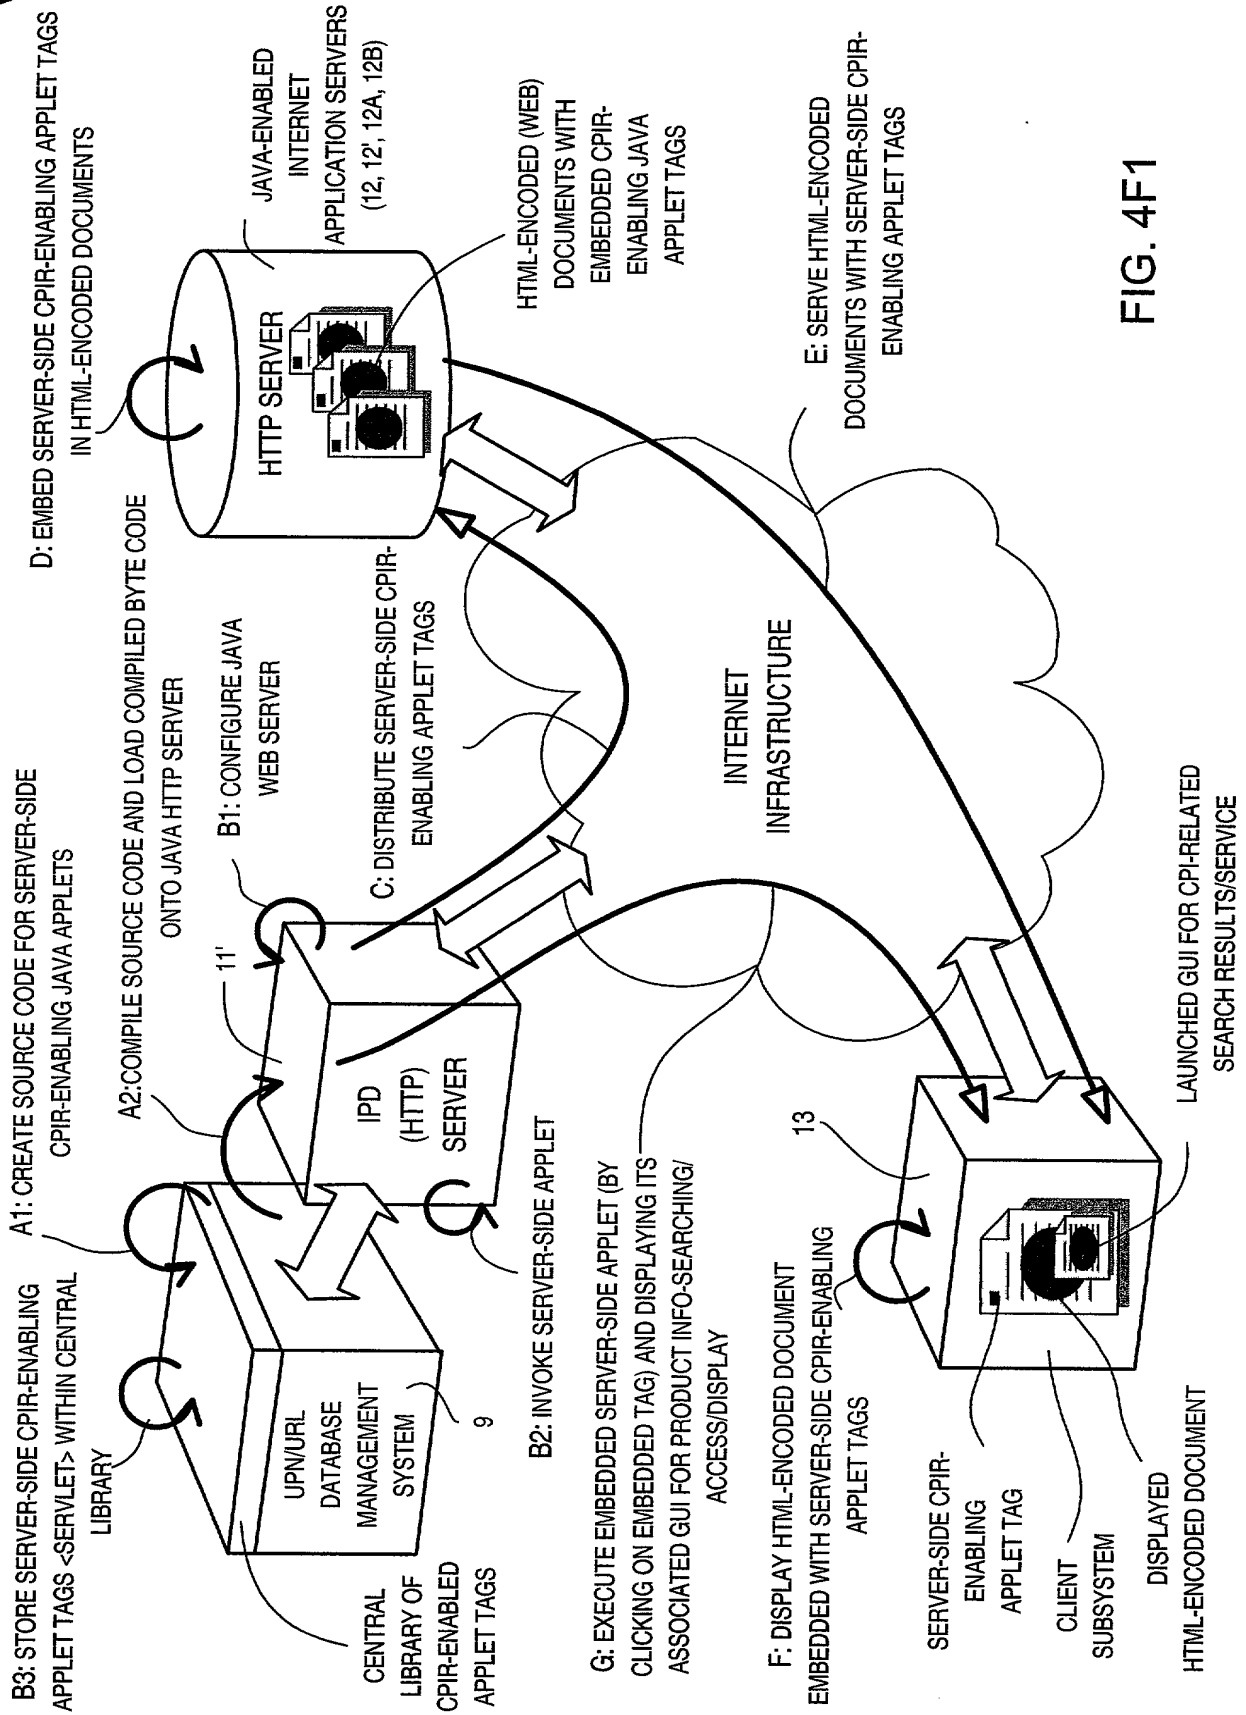 B3: STORE SERVER-SIDE CPIR-ENABLING
APPLET TAGS <SERVLET> WITHIN CENTRAL
LIBRARY
A1: CREATE SOURCE CODE FOR SERVER-SIDE
CPIR-ENABLING JAVA APPLETS
A2:COMPILE SOURCE CODE AND LOAD COMPILED BYTE CODE
ONTO JAVA HTTP SERVER
D: EMBED SERVER-SIDE CPIR-ENABLING APPLET TAGS
IN HTML-ENCODED DOCUMENTS
B1: CONFIGURE JAVA
WEB SERVER
11'
JAVA-ENABLED
INTERNET
APPLICATION SERVERS
(12, 12', 12A, 12B)
HTTP SERVER
CENTRAL
LIBRARY OF
CPIR-ENABLED
APPLET TAGS
UPN/URL
DATABASE
MANAGEMENT
SYSTEM
9
IPD
(HTTP)
SERVER
C: DISTRIBUTE SERVER-SIDE CPIR-
ENABLING APPLET TAGS
HTML-ENCODED (WEB)
DOCUMENTS WITH
EMBEDDED CPIR-
ENABLING JAVA
APPLET TAGS
B2: INVOKE SERVER-SIDE APPLET
G: EXECUTE EMBEDDED SERVER-SIDE APPLET (BY
CLICKING ON EMBEDDED TAG) AND DISPLAYING ITS
ASSOCIATED GUI FOR PRODUCT INFO-SEARCHING/
ACCESS/DISPLAY
INTERNET
INFRASTRUCTURE
E: SERVE HTML-ENCODED
DOCUMENTS WITH SERVER-SIDE CPIR-
ENABLING APPLET TAGS
F: DISPLAY HTML-ENCODED DOCUMENT
EMBEDDED WITH SERVER-SIDE CPIR-ENABLING
APPLET TAGS
13
SERVER-SIDE CPIR-
ENABLING
APPLET TAG
CLIENT
SUBSYSTEM
DISPLAYED
HTML-ENCODED DOCUMENT
LAUNCHED GUI FOR CPI-RELATED
SEARCH RESULTS/SERVICE
FIG. 4F1